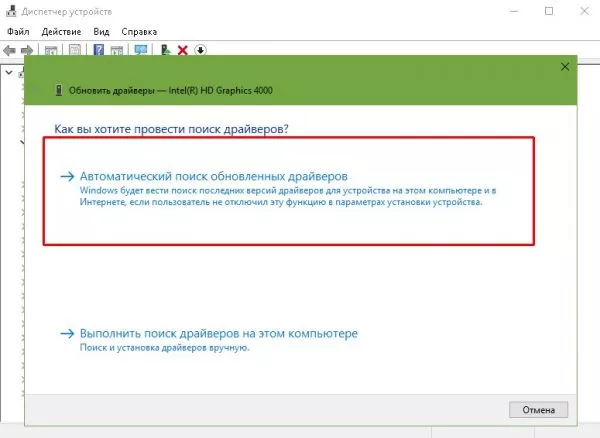 Диспетчер устройств
Файл Действие Вид Справка
Обновить драйверы — Intel(R) HD Graphics 4000
Как вы хотите провести поиск драйверов?
Автоматический поиск обновленных драйверов
Windows будет вести поиск последних версий драйверов для устройства на этом компьютере и в
Интернете, если пользователь не отключил эту функцию в параметрах установки устройства.
Выполнить поиск драйверов на этом компьютере
Поиск и установка драйверов вручную.
Отмена